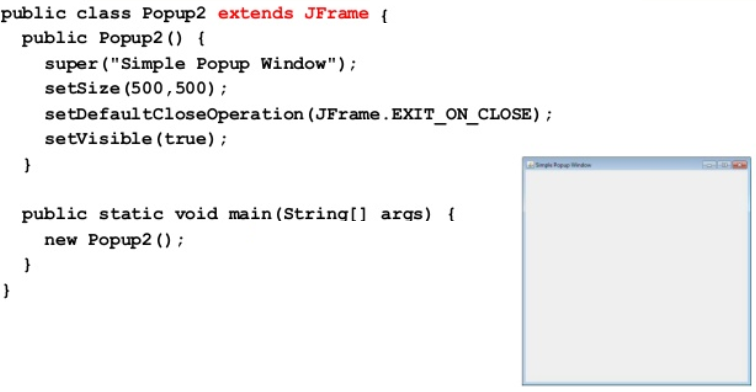 public class Popup2 extends JFrame {
  public Popup2() {
    super("Simple Popup Window");
    setSize(500,500);
    setDefaultCloseOperation(JFrame.EXIT_ON_CLOSE);
    setVisible(true);
  }
Simple Popup Window
  public static void main(String[] args) {
    new Popup2();
  }
}